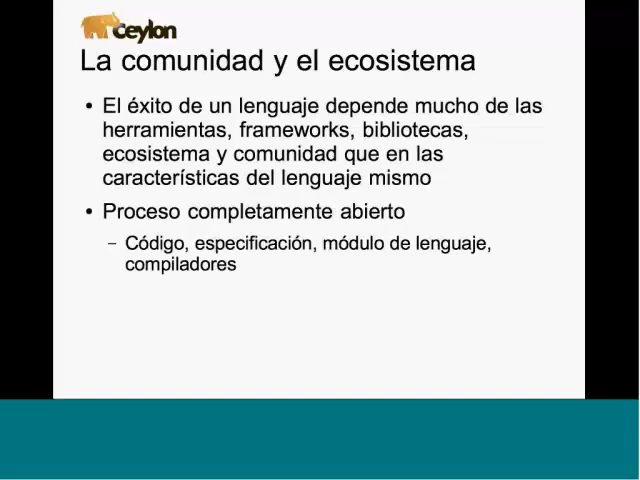 Ceylon
La comunidad y el ecosistema
• El éxito de un lenguaje depende mucho de las
herramientas, frameworks, bibliotecas,
ecosistema y comunidad que en las
características del lenguaje mismo
• Proceso completamente abierto
– Código, especificación, módulo de lenguaje,
compiladores